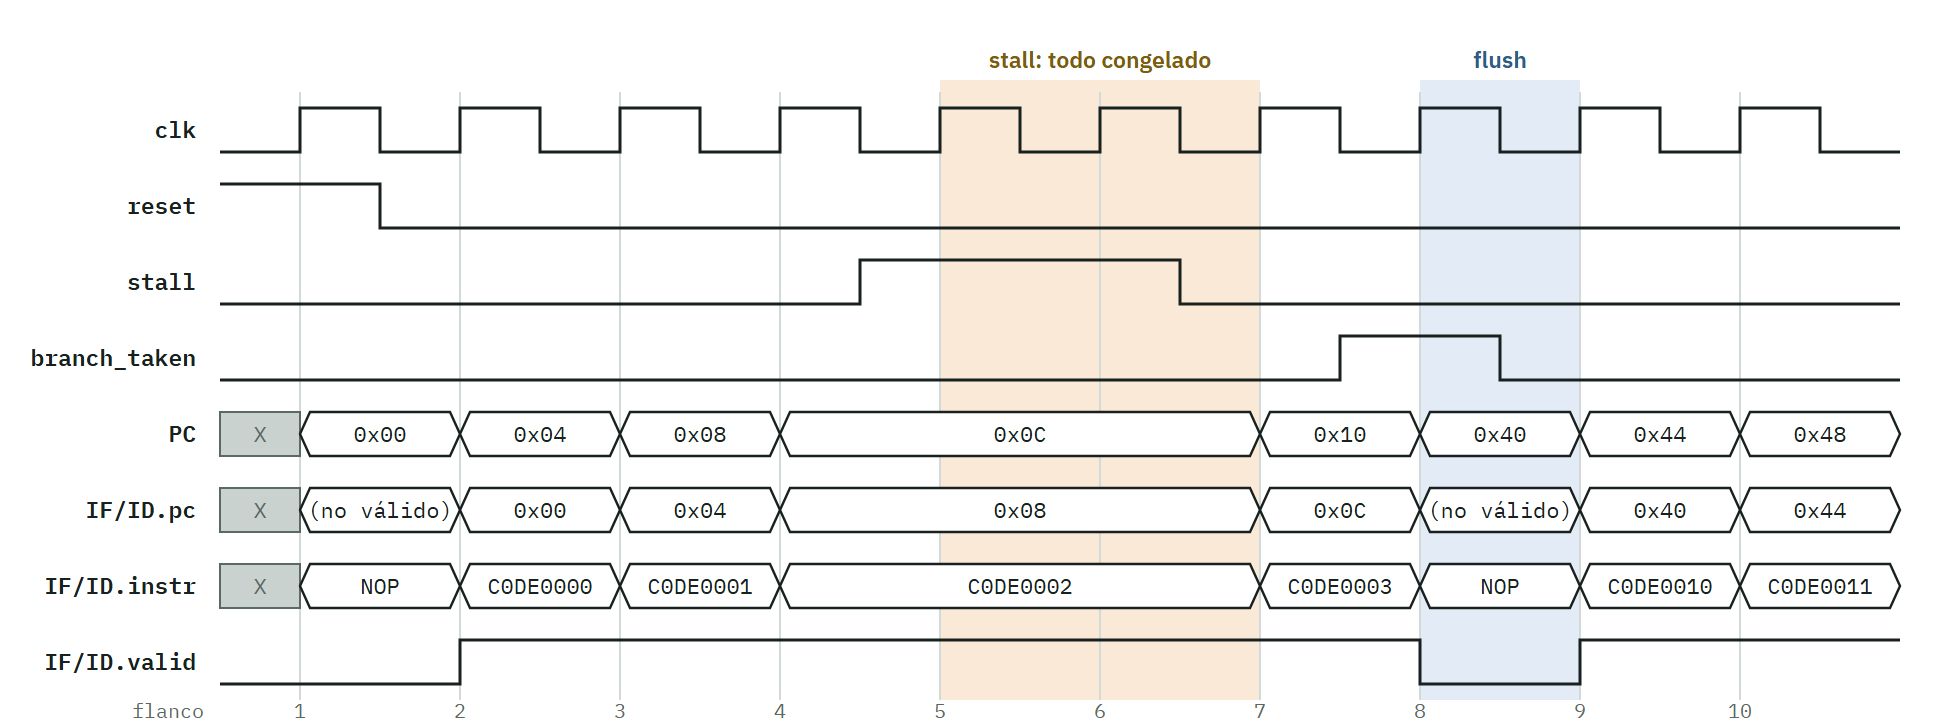 stall: todo congelado flush
clk
reset
stall
branch_taken
PC X 0x00 0x04 0x08 0x0C 0x10 0x40 0x44 0x48
IF/ID.pc X (no válido) 0x00 0x04 0x08 0x0C (no válido) 0x40 0x44
IF/ID.instr X NOP C0DE0000 C0DE0001 C0DE0002 C0DE0003 NOP C0DE0010 C0DE0011
IF/ID.valid
flanco 1 2 3 4 5 6 7 8 9 10